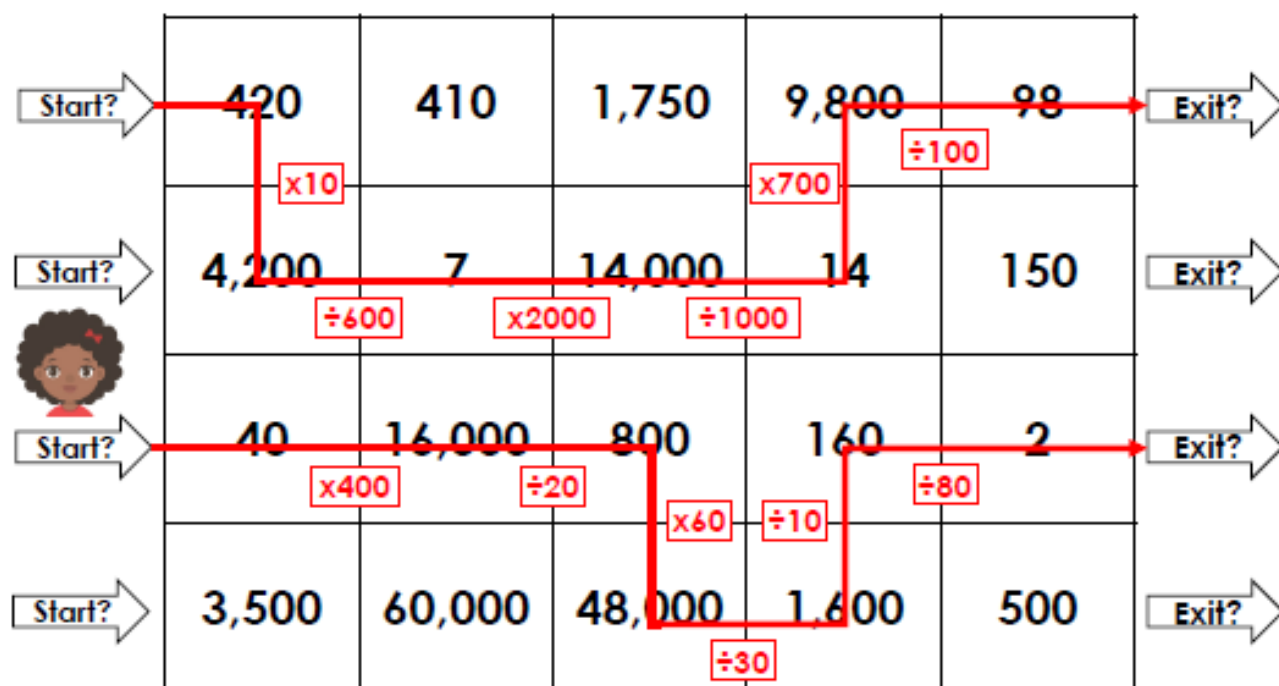 Start? 420 410 1,750 9,800 98 Exit?
÷100
x10 x700
Start? 4,200 7 14,000 14 150 Exit?
÷600 x2000 ÷1000
Start? 40 16,000 800 160 2 Exit?
x400 ÷20 ÷80
x60 ÷10
Start? 3,500 60,000 48,000 1,600 500 Exit?
÷30